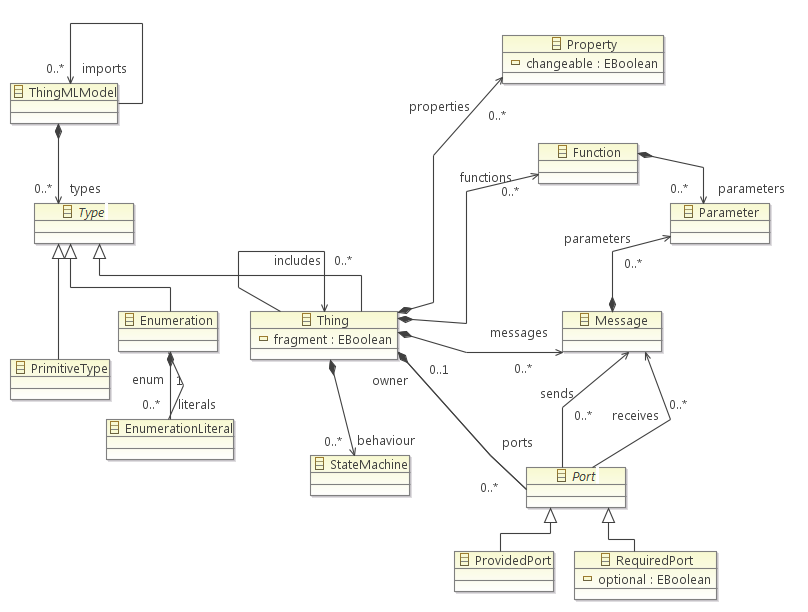 Property
changeable : EBoolean
0..*
imports
ThingMLModel
properties
0..*
Function
functions
0..*
0..*
parameters
0..*
types
Type
Parameter
parameters
0..*
includes
0..*
Enumeration
Thing
fragment : EBoolean
Message
messages
0..*
PrimitiveType
enum
1
0..*
literals
owner
0..1
sends
0..*
receives
0..*
EnumerationLiteral
0..*
behaviour
StateMachine
ports
0..*
Port
ProvidedPort
RequiredPort
optional : EBoolean